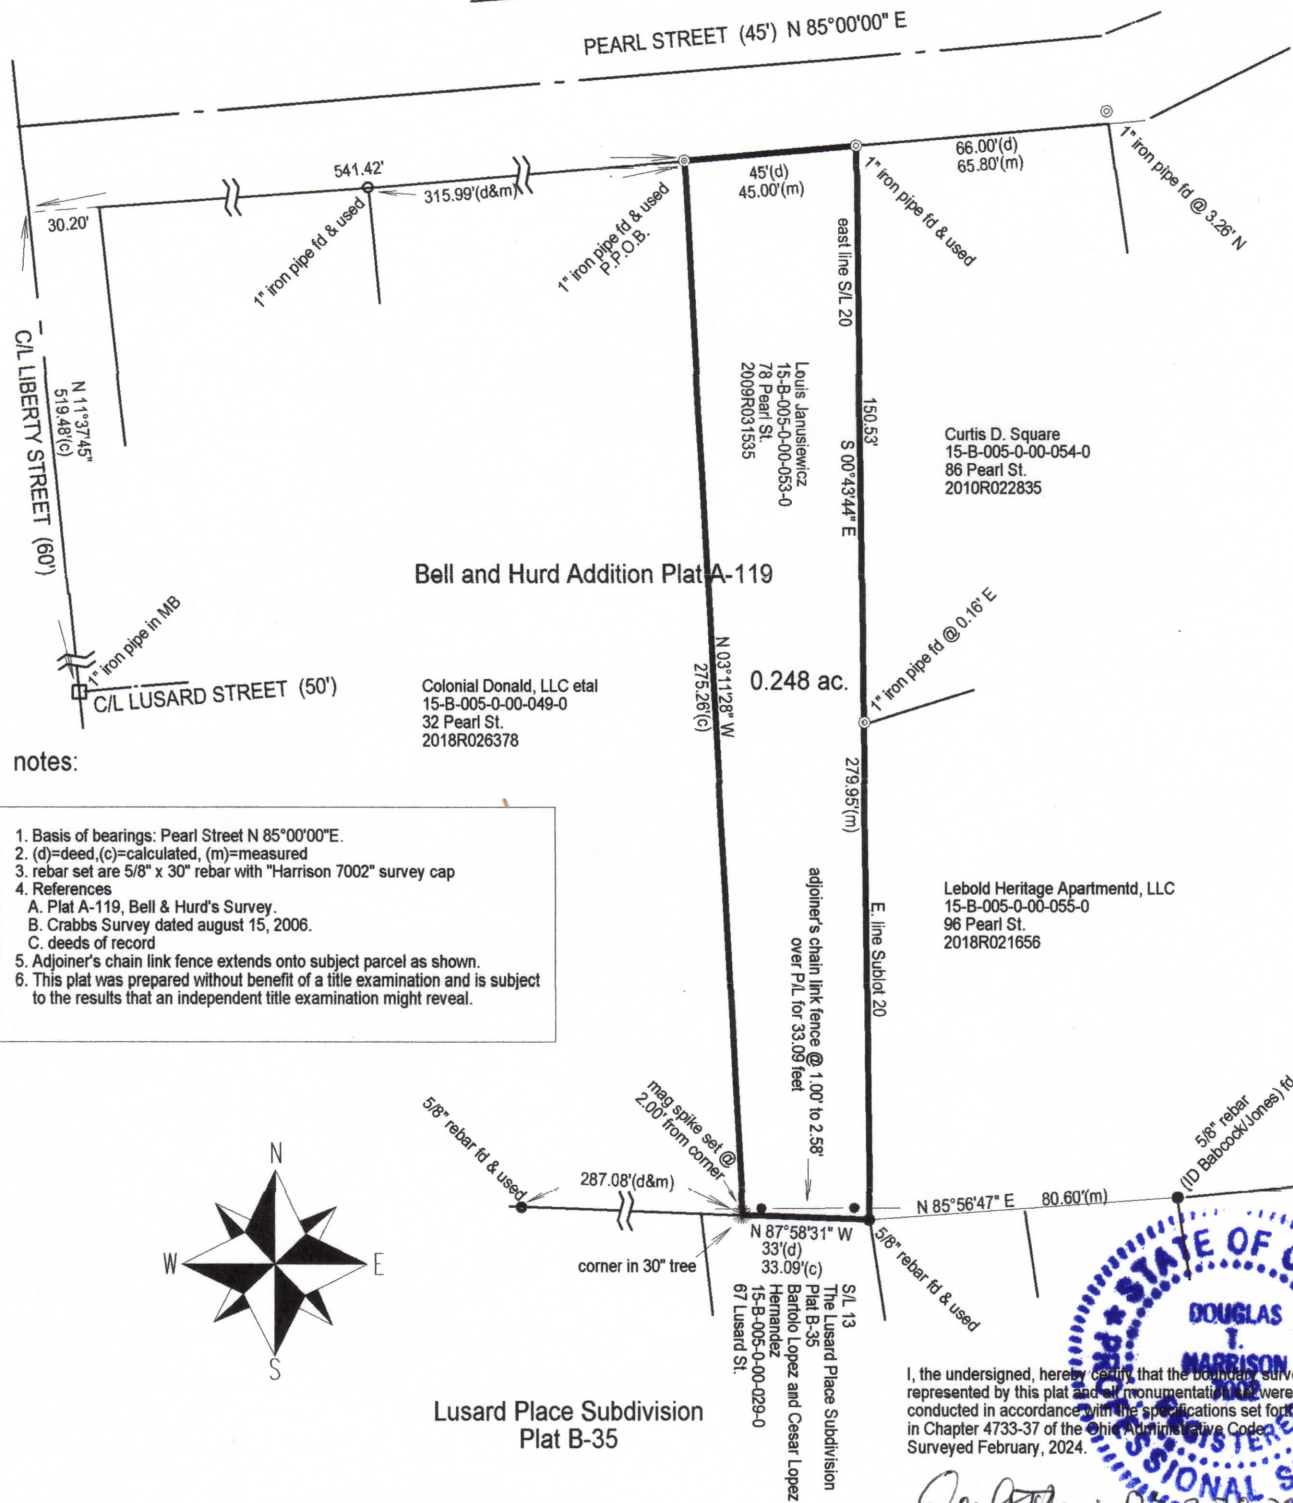 PEARL STREET (45') N 85°00'00" E
541.42'
315.99'(d&m)
30.20'
45'(d)
45.00'(m)
66.00'(d)
65.80'(m)
1" iron pipe fd & used
1" iron pipe fd & used
P.P.O.B.
1" iron pipe fd & used
1" iron pipe fd @ 3.26' N
east line S/L 20
C/L LIBERTY STREET (60')
N 11°37'45"
519.48'(c)
Louis Janusiewicz
15-B-005-0-00-053-0
78 Pearl St.
2009R031535
150.53'
S 00°43'44" E
Curtis D. Square
15-B-005-0-00-054-0
86 Pearl St.
2010R022835
Bell and Hurd Addition Plat A-119
1" iron pipe in MB
C/L LUSARD STREET (50')
Colonial Donald, LLC etal
15-B-005-0-00-049-0
32 Pearl St.
2018R026378
N 03°11'28" W
275.26'(c)
0.248 ac.
1" iron pipe fd @ 0.16' E
279.95'(m)
notes:
1. Basis of bearings: Pearl Street N 85°00'00"E.
2. (d)=deed,(c)=calculated, (m)=measured
3. rebar set are 5/8" x 30" rebar with "Harrison 7002" survey cap
4. References
A. Plat A-119, Bell & Hurd's Survey.
B. Crabbs Survey dated august 15, 2006.
C. deeds of record
5. Adjoiner's chain link fence extends onto subject parcel as shown.
6. This plat was prepared without benefit of a title examination and is subject
to the results that an independent title examination might reveal.
adjoiner's chain link fence @ 1.00' to 2.58'
over P/L for 33.09 feet
E. line Sublot 20
Lebold Heritage Apartmentd, LLC
15-B-005-0-00-055-0
96 Pearl St.
2018R021656
5/8" rebar fd & used
mag spike set @
2.00' from corner
287.08'(d&m)
corner in 30" tree
N 87°58'31" W
33'(d)
33.09'(c)
N 85°56'47" E 80.60'(m)
5/8" rebar fd & used
5/8" rebar
(ID Babcock/Jones) fd
N
W
E
S
S/L 13
The Lusard Place Subdivision
Plat B-35
Bartolo Lopez and Cesar Lopez
Hernandez
15-B-005-0-00-029-0
67 Lusard St.
Lusard Place Subdivision
Plat B-35
STATE OF
DOUGLAS
T.
HARRISON
7002
REGISTERE
PROFESSIONAL S
I, the undersigned, hereby certify that the boundary surve
represented by this plat and all monumentation set were
conducted in accordance with the specifications set fort
in Chapter 4733-37 of the Ohio Administrative Code.
Surveyed February, 2024.